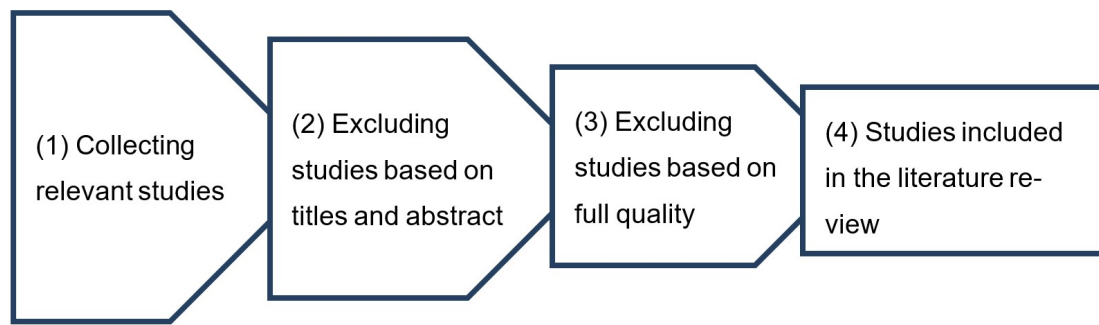 (1) Collecting
relevant studies
(2) Excluding
studies based on
titles and abstract
(3) Excluding
studies based on
full quality
(4) Studies included
in the literature re-
view